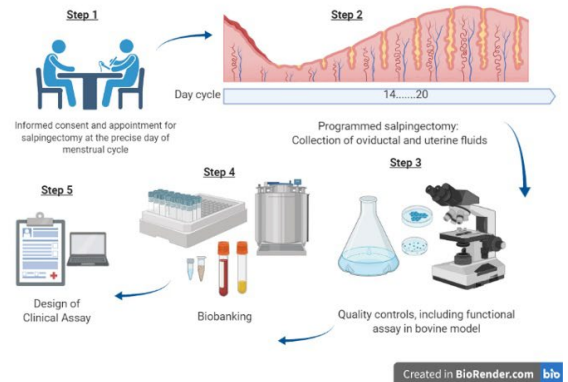 Step 1
Step 2
Day cycle
14.......20
Informed consent and appointment for
salpingectomy at the precise day of
menstrual cycle
Programmed salpingectomy:
Collection of oviductal and uterine fluids
Step 3
Step 4
Step 5
Design of
Clinical Assay
Biobanking
Quality controls, including functional
assay in bovine model
Created in BioRender.com bio